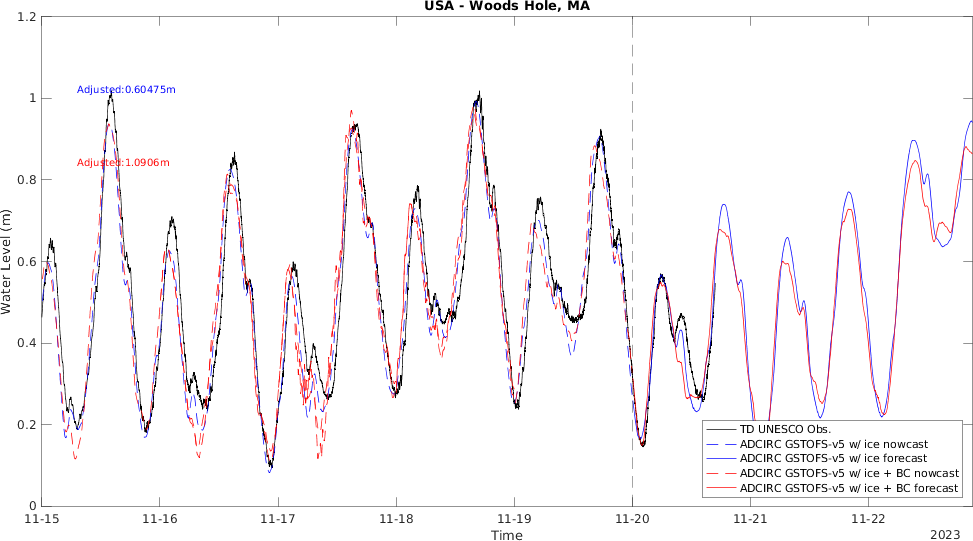 USA - Woods Hole, MA
1.2
1
0.8
0.6
0.4
0.2
0
Water Level (m)
Adjusted:0.60475m
Adjusted:1.0906m
TD UNESCO Obs.
ADCIRC GSTOFS-v5 w/ ice nowcast
ADCIRC GSTOFS-v5 w/ ice forecast
ADCIRC GSTOFS-v5 w/ ice + BC nowcast
ADCIRC GSTOFS-v5 w/ ice + BC forecast
11-15 11-16 11-17 11-18 11-19 11-20 11-21 11-22
Time
2023